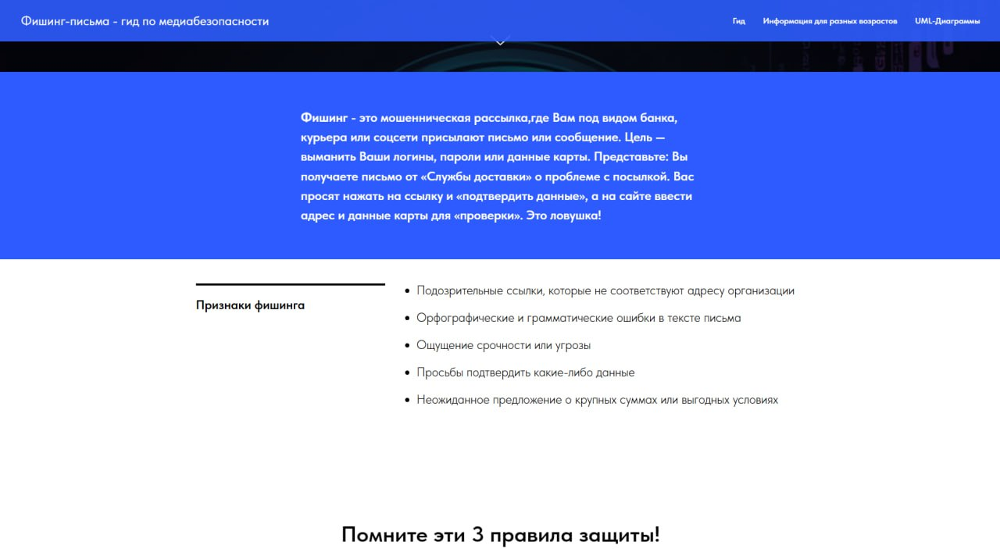 Фишинг-письма - гид по медиабезопасности
Гид
Информация для разных возрастов
UML-Диаграммы
Фишинг - это мошенническая рассылка,где Вам под видом банка,
курьера или соцсети присылают письмо или сообщение. Цель —
выманить Ваши логины, пароли или данные карты. Представьте: Вы
получаете письмо от «Службы доставки» о проблеме с посылкой. Вас
просят нажать на ссылку и «подтвердить данные», а на сайте ввести
адрес и данные карты для «проверки». Это ловушка!
Признаки фишинга
Подозрительные ссылки, которые не соответствуют адресу организации
Орфографические и грамматические ошибки в тексте письма
Ощущение срочности или угрозы
Просьбы подтвердить какие-либо данные
Неожиданное предложение о крупных суммах или выгодных условиях
Помните эти 3 правила защиты!